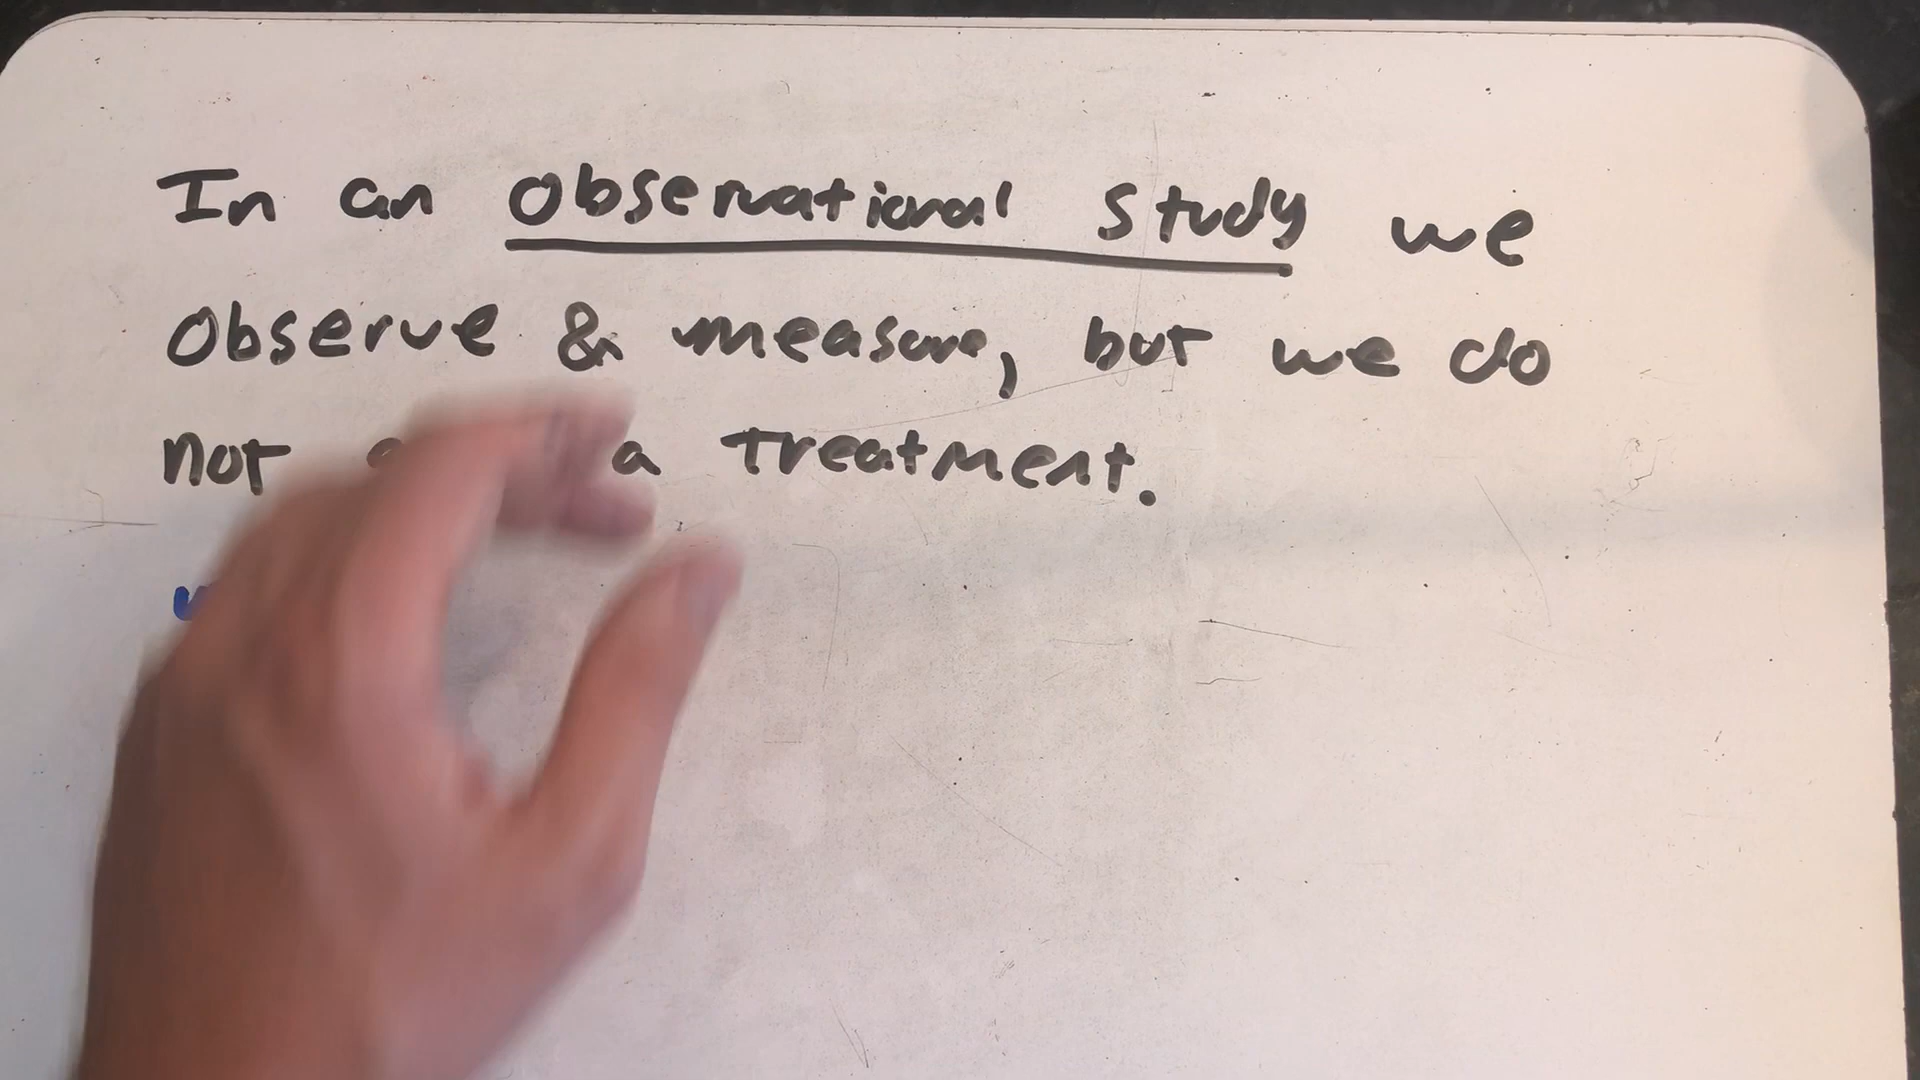 In an observational study we
observe & measure, but we do
not a treatment.